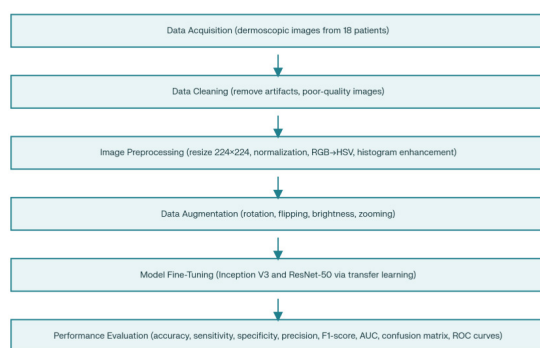 Data Acquisition (dermoscopic images from 18 patients)
Data Cleaning (remove artifacts, poor-quality images)
Image Preprocessing (resize 224×224, normalization, RGB→HSV, histogram enhancement)
Data Augmentation (rotation, flipping, brightness, zooming)
Model Fine-Tuning (Inception V3 and ResNet-50 via transfer learning)
Performance Evaluation (accuracy, sensitivity, specificity, precision, F1-score, AUC, confusion matrix, ROC curves)